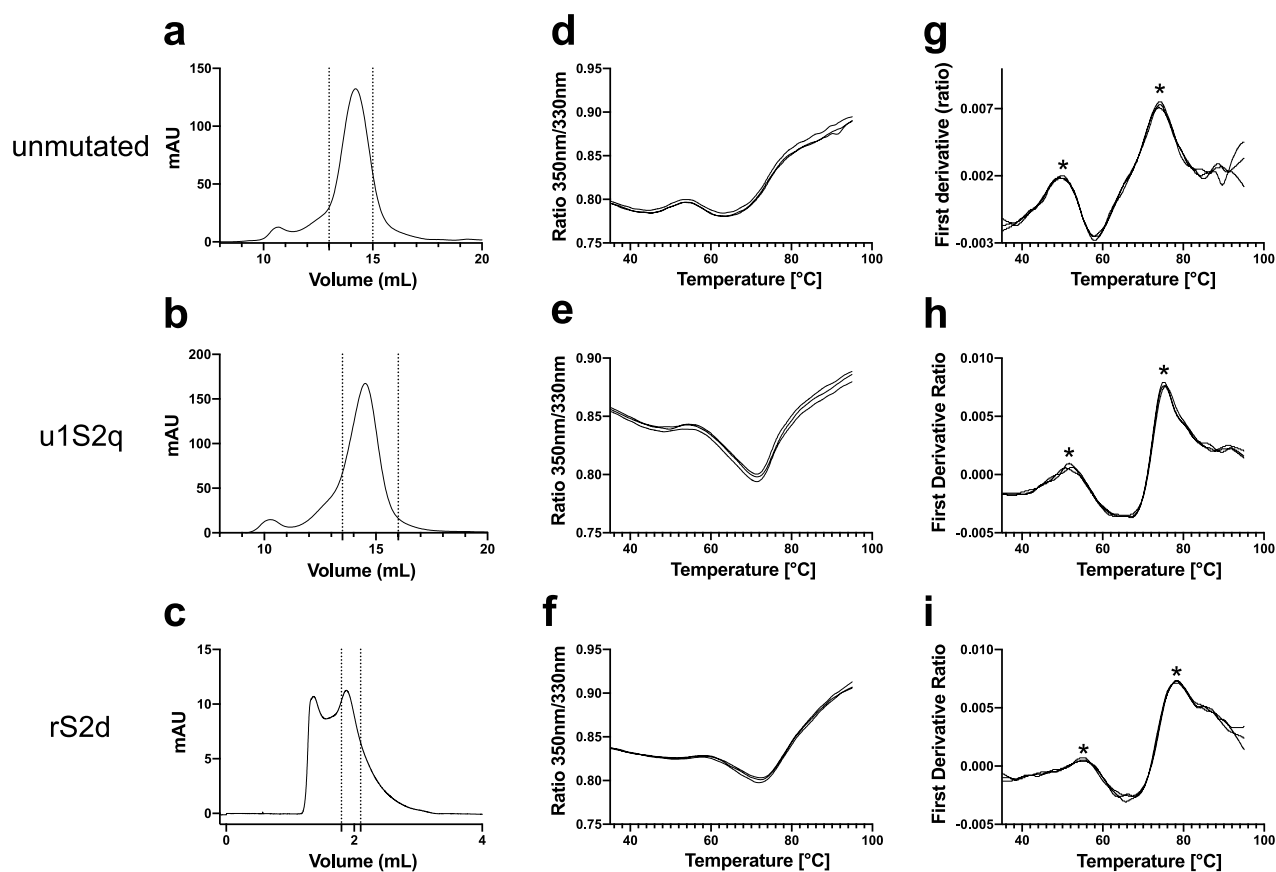 a
d
g
unmutated
mAU
150
100
50
0
10
15
20
Volume (mL)
Ratio 350nm/330nm
0.95
0.90
0.85
0.80
0.75
40
60
80
100
Temperature [°C]
First derivative (ratio)
0.007
0.002
-0.003
*
*
40
60
80
100
Temperature [°C]
b
e
h
u1S2q
mAU
200
150
100
50
0
10
15
20
Volume (mL)
Ratio 350nm/330nm
0.90
0.85
0.80
0.75
40
60
80
100
Temperature [°C]
First Derivative Ratio
0.010
0.005
0.000
-0.005
*
*
40
60
80
100
Temperature [°C]
c
f
i
rS2d
mAU
15
10
5
0
0
2
4
Volume (mL)
Ratio 350nm/330nm
0.95
0.90
0.85
0.80
0.75
40
60
80
100
Temperature [°C]
First Derivative Ratio
0.010
0.005
0.000
-0.005
*
*
40
60
80
100
Temperature [°C]